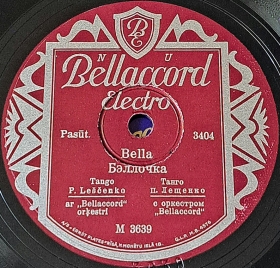 N U
Bellaccord
Electro
Pasūt. 3404
Bella
Бэллочка
Tango Танго
P. Leščenko П. Лещенко
ar „Bellaccord” с оркестром
orķestri „Bellaccord”
M 3639